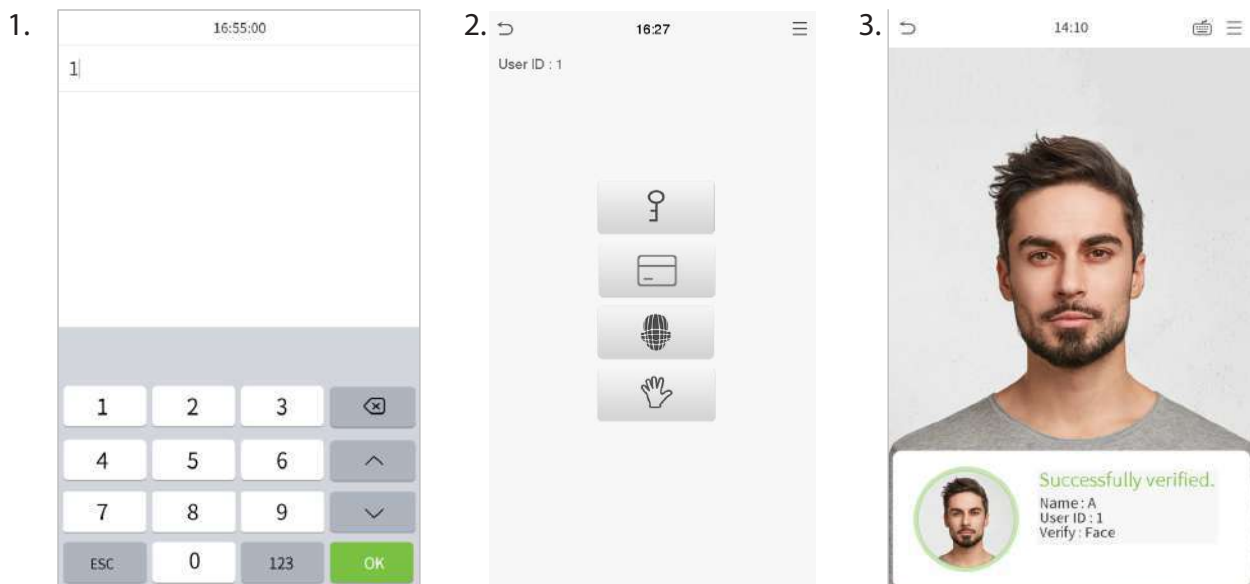 1.
16:55:00
1
1
2
3
4
5
6
7
8
9
ESC
0
123
OK
2.
16:27
User ID : 1
3.
14:10
Successfully verified.
Name : A
User ID : 1
Verify : Face